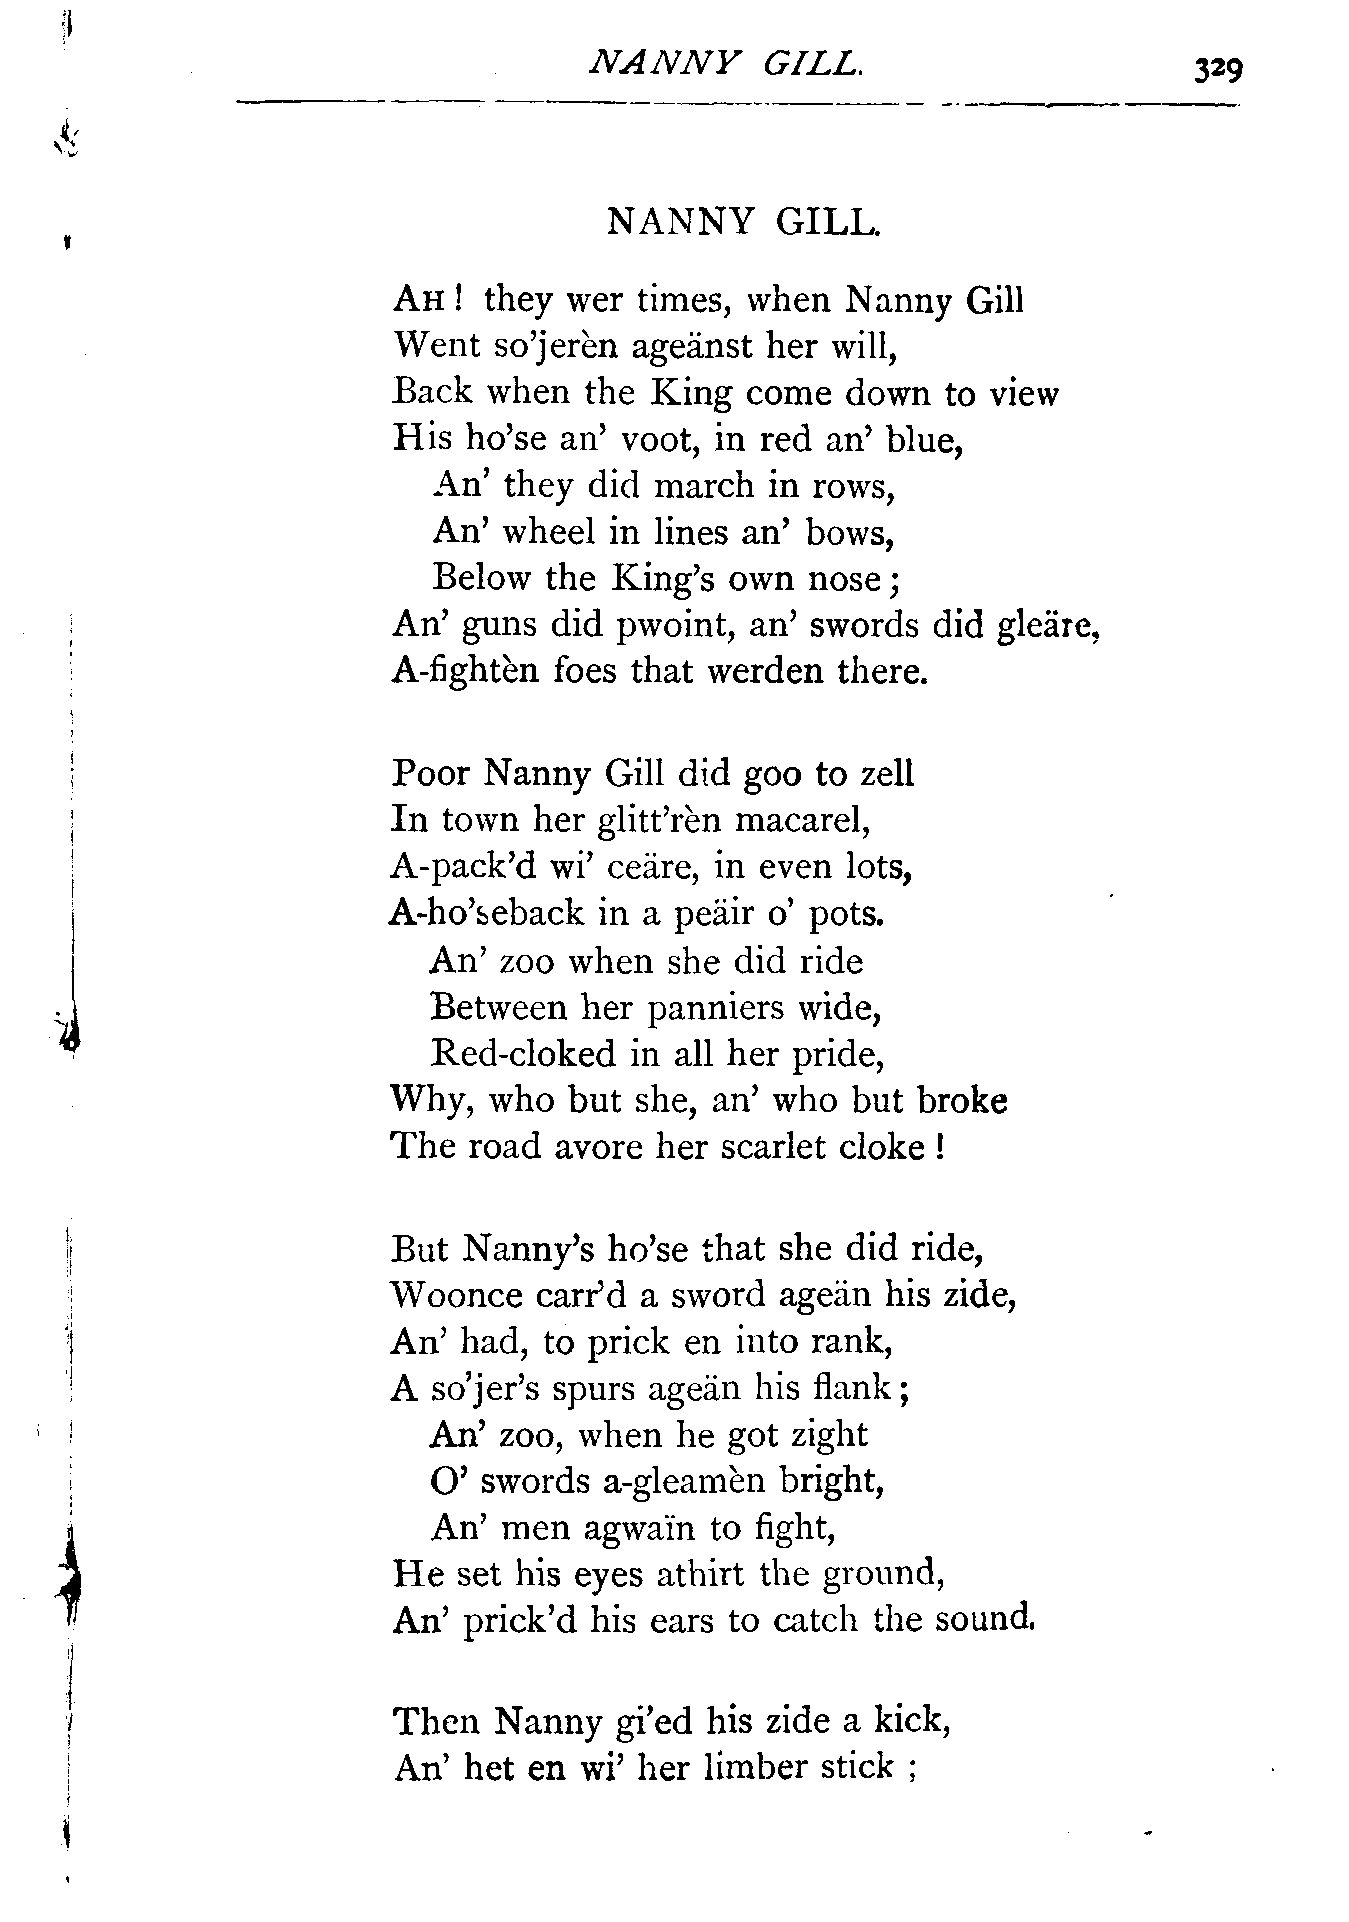 NANNY GILL.
329
NANNY GILL.
AH! they wer times, when Nanny Gill
Went so'jerèn ageänst her will,
Back when the King come down to view
His ho'se an' voot, in red an' blue,
An' they did march in rows,
An' wheel in lines an' bows,
Below the King's own nose;
An' guns did pwoint, an' swords did gleäre,
A-fightèn foes that werden there.
Poor Nanny Gill did goo to zell
In town her glitt'rèn macarel,
A-pack'd wi' ceäre, in even lots,
A-ho'seback in a peäir o' pots.
An' zoo when she did ride
Between her panniers wide,
Red-cloked in all her pride,
Why, who but she, an' who but broke
The road avore her scarlet cloke!
But Nanny's ho'se that she did ride,
Woonce carr'd a sword ageän his zide,
An' had, to prick en into rank,
A so'jer's spurs ageän his flank;
An' zoo, when he got zight
O' swords a-gleamèn bright,
An' men agwaïn to fight,
He set his eyes athirt the ground,
An' prick'd his ears to catch the sound.
Then Nanny gi'ed his zide a kick,
An' het en wi' her limber stick;